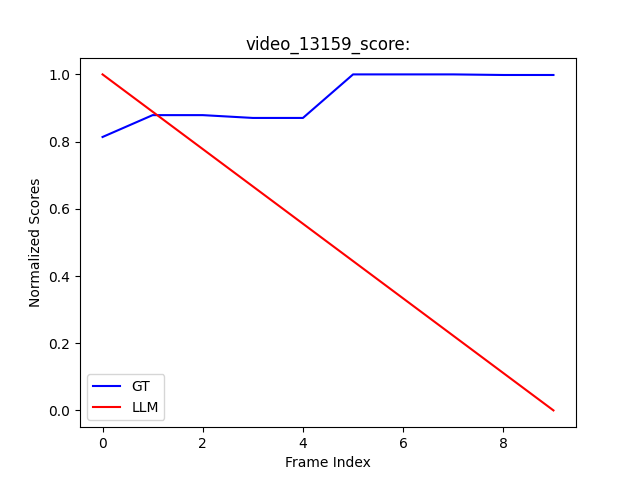 video_13159_score:
Normalized Scores
1.0
0.8
0.6
0.4
0.2
0.0
GT
LLM
0 2 4 6 8
Frame Index